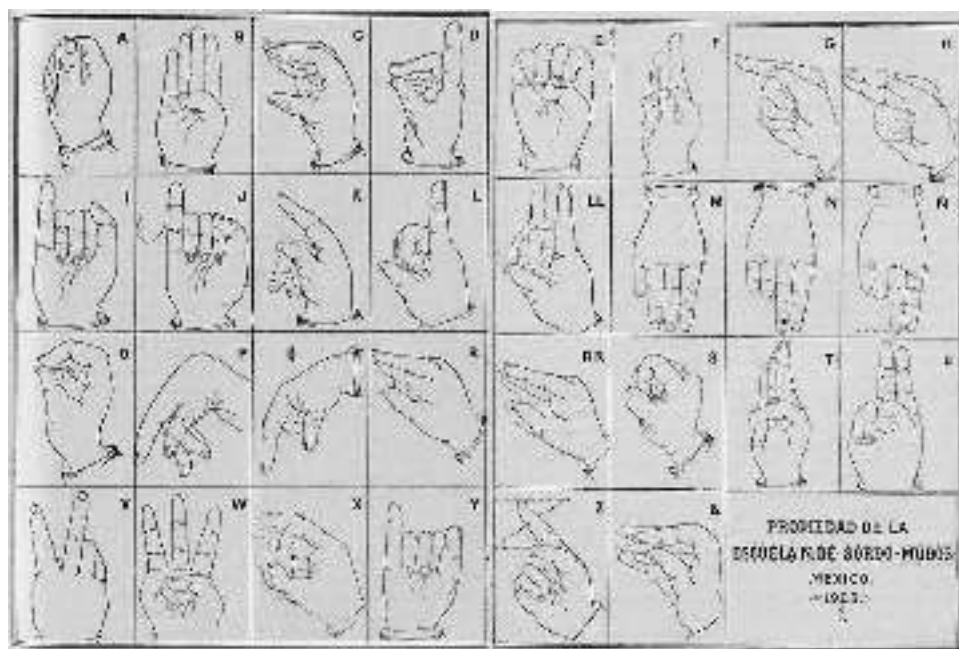 A B C D E F G H
I J K L LL M N Ñ
O P Q R RR S T U
V W X Y Z &
PROPIEDAD DE LA
ESCUELA N. DE SORDO-MUDOS
MEXICO